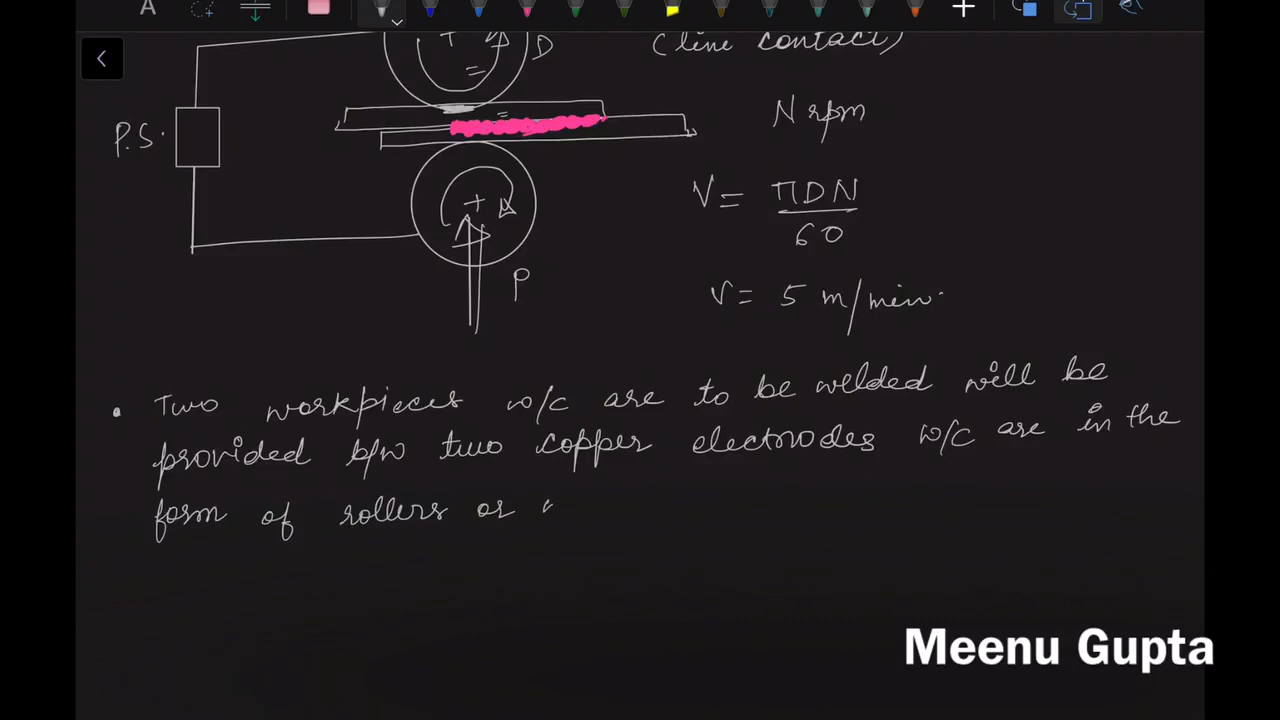 A
+
D
(line contact)
=
=
P.S.
N rpm
V = πDN
60
+
P
V = 5 m/min.
• Two workpieces w/c are to be welded will be
provided b/w two copper electrodes w/c are in the
form of rollers or
Meenu Gupta